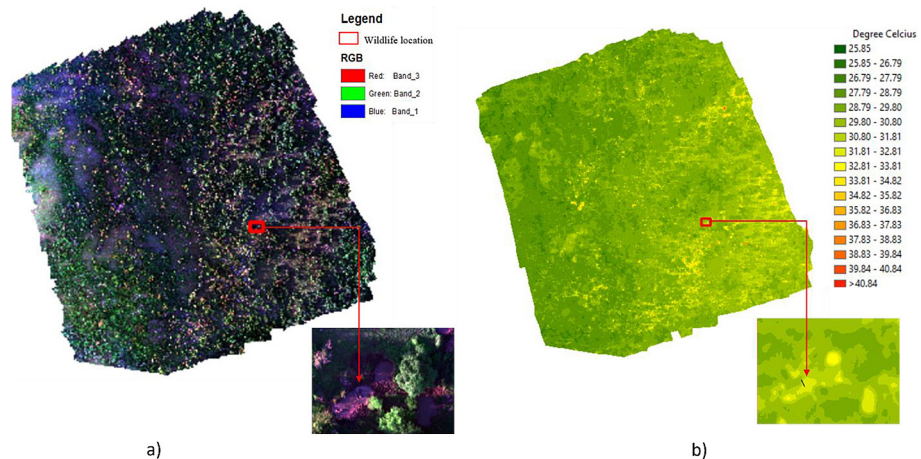 Legend
Wildlife location
RGB
Red: Band_3
Green: Band_2
Blue: Band_1
a)
Degree Celcius
25.85
25.85 - 26.79
26.79 - 27.79
27.79 - 28.79
28.79 - 29.80
29.80 - 30.80
30.80 - 31.81
31.81 - 32.81
32.81 - 33.81
33.81 - 34.82
34.82 - 35.82
35.82 - 36.83
36.83 - 37.83
37.83 - 38.83
38.83 - 39.84
39.84 - 40.84
>40.84
b)